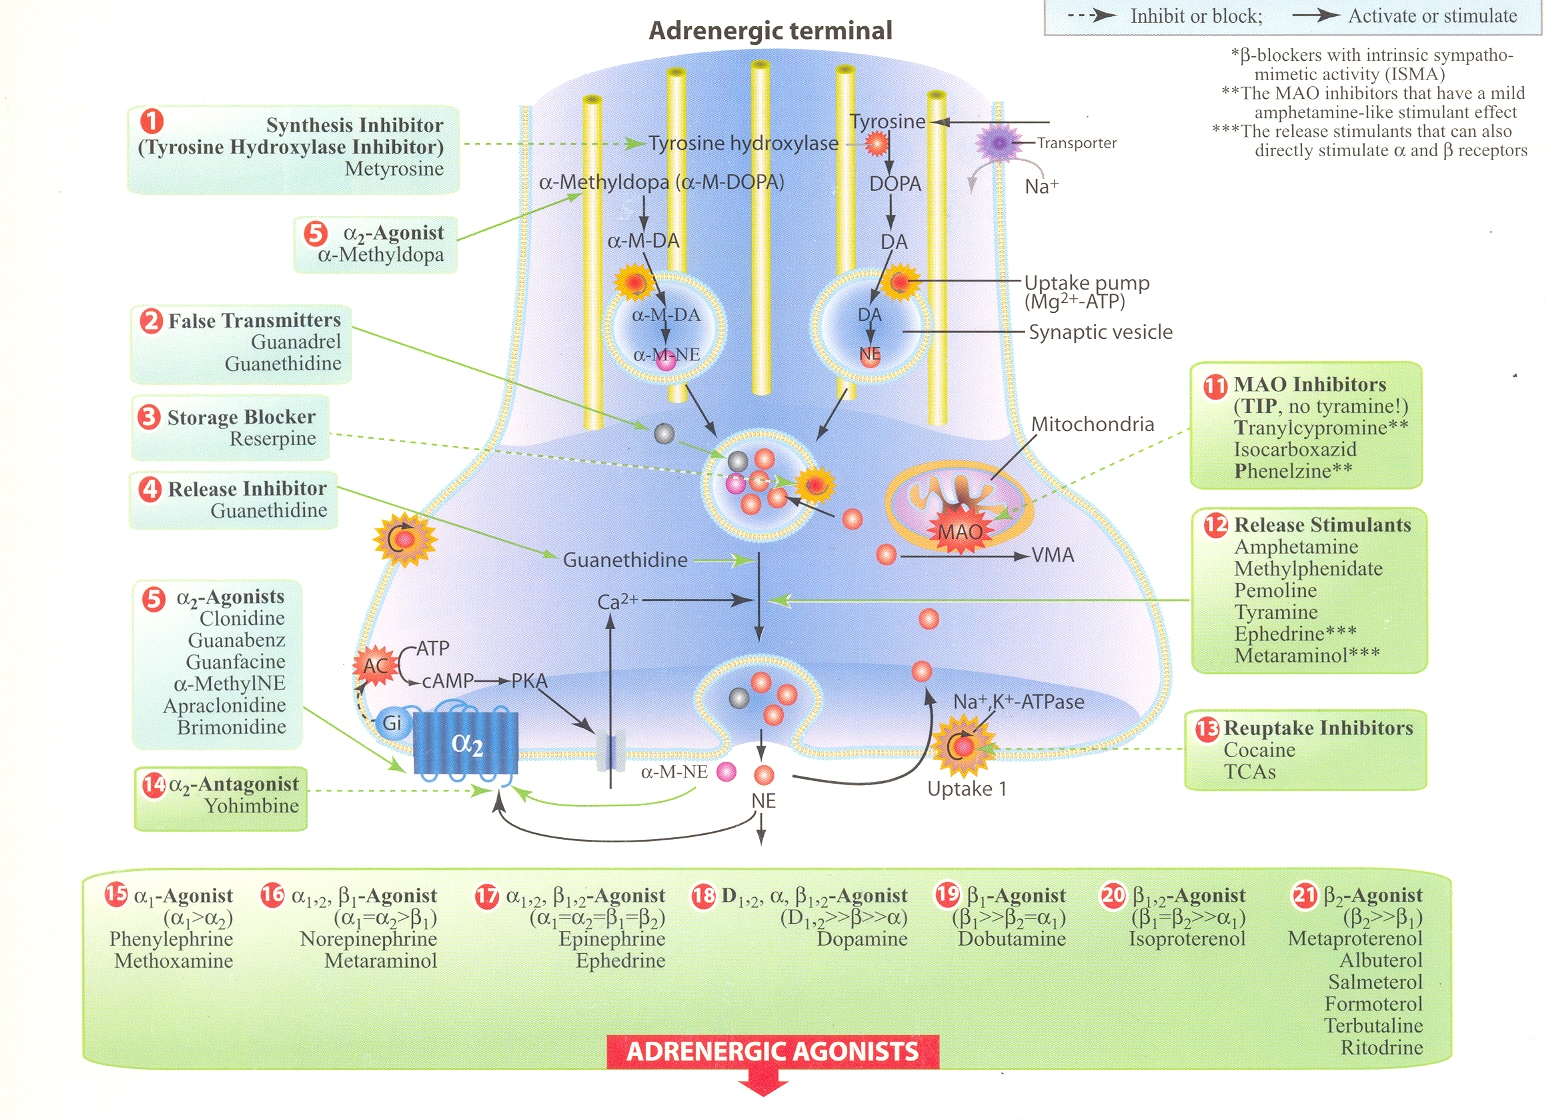 Adrenergic terminal
Inhibit or block; Activate or stimulate
*β-blockers with intrinsic sympatho-
mimetic activity (ISMA)
**The MAO inhibitors that have a mild
amphetamine-like stimulant effect
***The release stimulants that can also
directly stimulate α and β receptors
1 Synthesis Inhibitor
(Tyrosine Hydroxylase Inhibitor)
Metyrosine
5 α2-Agonist
α-Methyldopa
2 False Transmitters
Guanadrel
Guanethidine
3 Storage Blocker
Reserpine
4 Release Inhibitor
Guanethidine
5 α2-Agonists
Clonidine
Guanabenz
Guanfacine
α-MethylNE
Apraclonidine
Brimonidine
14 α2-Antagonist
Yohimbine
Tyrosine
Tyrosine hydroxylase
Transporter
α-Methyldopa (α-M-DOPA)
DOPA
Na+
α-M-DA
DA
Uptake pump
(Mg2+-ATP)
α-M-DA
DA
Synaptic vesicle
α-M-NE
NE
Mitochondria
MAO
Guanethidine
VMA
Ca2+
AC
ATP
cAMP
PKA
Gi
α2
Na+,K+-ATPase
Uptake 1
α-M-NE
NE
11 MAO Inhibitors
(TIP, no tyramine!)
Tranylcypromine**
Isocarboxazid
Phenelzine**
12 Release Stimulants
Amphetamine
Methylphenidate
Pemoline
Tyramine
Ephedrine***
Metaraminol***
13 Reuptake Inhibitors
Cocaine
TCAs
15 α1-Agonist
(α1>α2)
Phenylephrine
Methoxamine
16 α1,2, β1-Agonist
(α1=α2>β1)
Norepinephrine
Metaraminol
17 α1,2, β1,2-Agonist
(α1=α2=β1=β2)
Epinephrine
Ephedrine
18 D1,2, α, β1,2-Agonist
(D1,2>>β>>α)
Dopamine
19 β1-Agonist
(β1>>β2=α1)
Dobutamine
20 β1,2-Agonist
(β1=β2>>α1)
Isoproterenol
21 β2-Agonist
(β2>>β1)
Metaproterenol
Albuterol
Salmeterol
Formoterol
Terbutaline
Ritodrine
ADRENERGIC AGONISTS